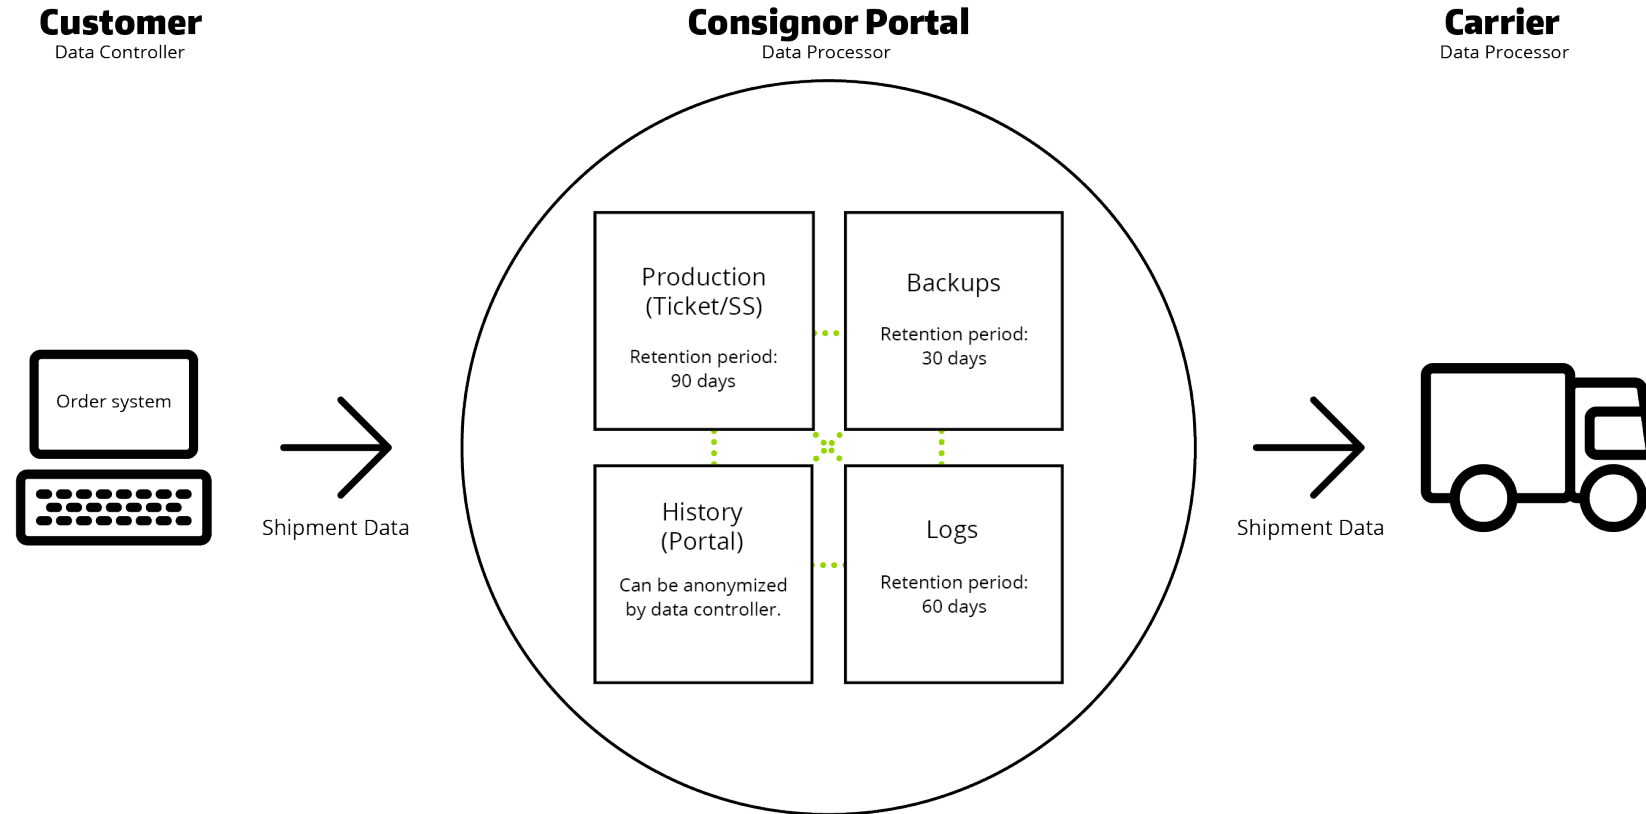 Customer
Data Controller
Consignor Portal
Data Processor
Carrier
Data Processor
Order system
Shipment Data
Production
(Ticket/SS)
Retention period:
90 days
Backups
Retention period:
30 days
History
(Portal)
Can be anonymized
by data controller.
Logs
Retention period:
60 days
Shipment Data